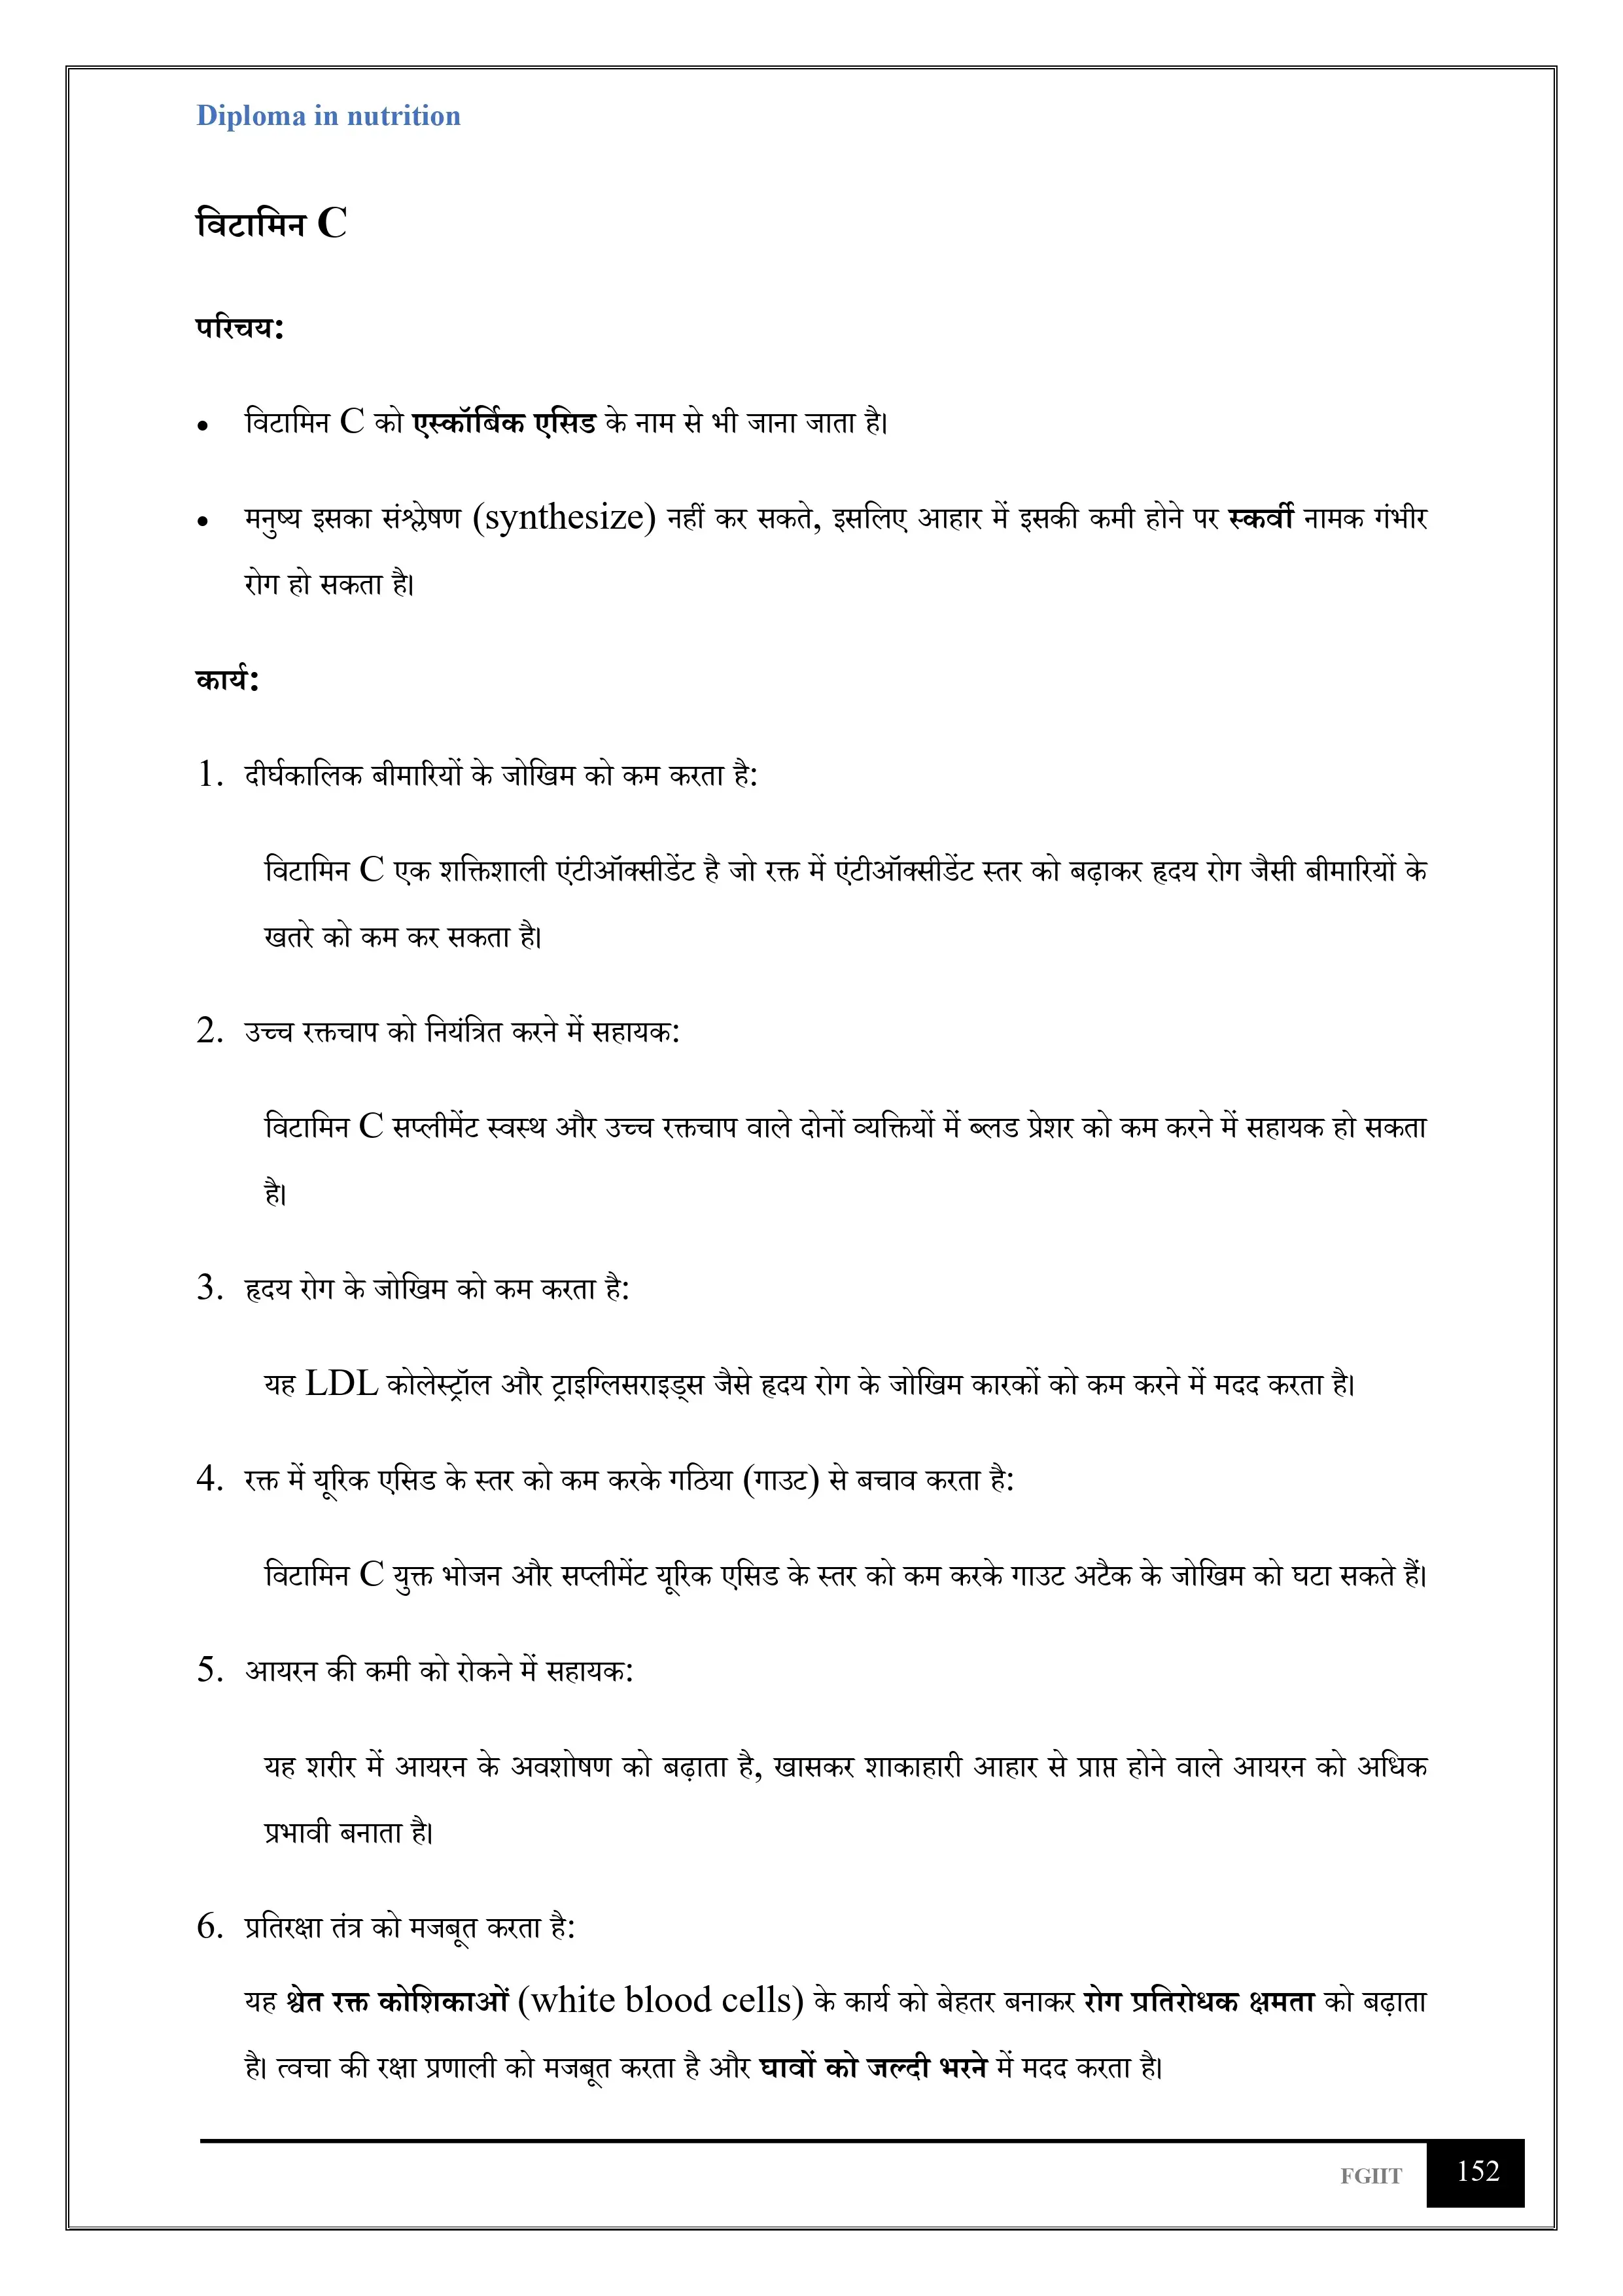 Diploma in nutrition
विटामिन C
परिचय:
• विटामिन C को एस्कॉर्बिक एसिड के नाम से भी जाना जाता है।
• मनुष्य इसका संश्लेषण (synthesize) नहीं कर सकते, इसलिए आहार में इसकी कमी होने पर स्कर्वी नामक गंभीर
रोग हो सकता है।
कार्य:
1. दीर्घकालिक बीमारियों के जोखिम को कम करता है:
विटामिन C एक शक्तिशाली एंटीऑक्सीडेंट है जो रक्त में एंटीऑक्सीडेंट स्तर को बढ़ाकर हृदय रोग जैसी बीमारियों के
खतरे को कम कर सकता है।
2. उच्च रक्तचाप को नियंत्रित करने में सहायक:
विटामिन C सप्लीमेंट स्वस्थ और उच्च रक्तचाप वाले दोनों व्यक्तियों में ब्लड प्रेशर को कम करने में सहायक हो सकता
है।
3. हृदय रोग के जोखिम को कम करता है:
यह LDL कोलेस्ट्रॉल और ट्राइग्लिसराइड्स जैसे हृदय रोग के जोखिम कारकों को कम करने में मदद करता है।
4. रक्त में यूरिक एसिड के स्तर को कम करके गठिया (गाउट) से बचाव करता है:
विटामिन C युक्त भोजन और सप्लीमेंट यूरिक एसिड के स्तर को कम करके गाउट अटैक के जोखिम को घटा सकते हैं।
5. आयरन की कमी को रोकने में सहायक:
यह शरीर में आयरन के अवशोषण को बढ़ाता है, खासकर शाकाहारी आहार से प्राप्त होने वाले आयरन को अधिक
प्रभावी बनाता है।
6. प्रतिरक्षा तंत्र को मजबूत करता है:
यह श्वेत रक्त कोशिकाओं (white blood cells) के कार्य को बेहतर बनाकर रोग प्रतिरोधक क्षमता को बढ़ाता
है। त्वचा की रक्षा प्रणाली को मजबूत करता है और घावों को जल्दी भरने में मदद करता है।
FGIIT 152